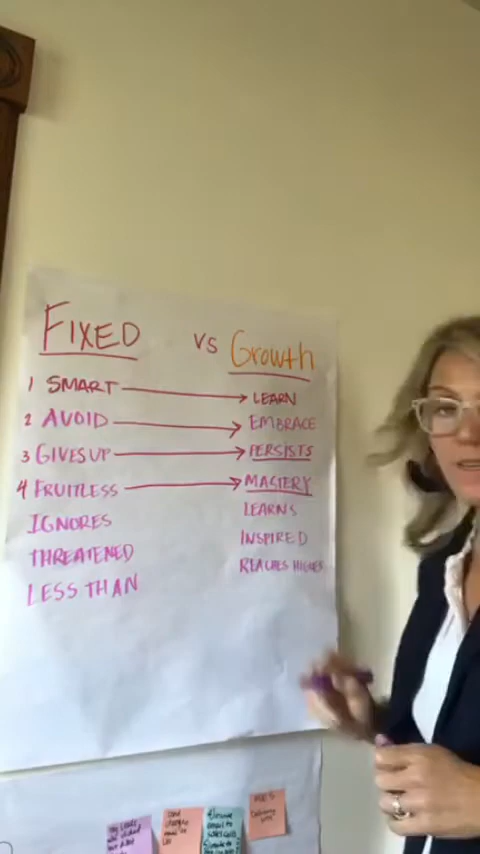 FIXED vs Growth
1 SMART LEARN
2 AVOID EMBRACE
3 GIVES UP PERSISTS
4 FRUITLESS MASTERY
IGNORES LEARNS
THREATENED INSPIRED
LESS THAN REACHES HIGHER